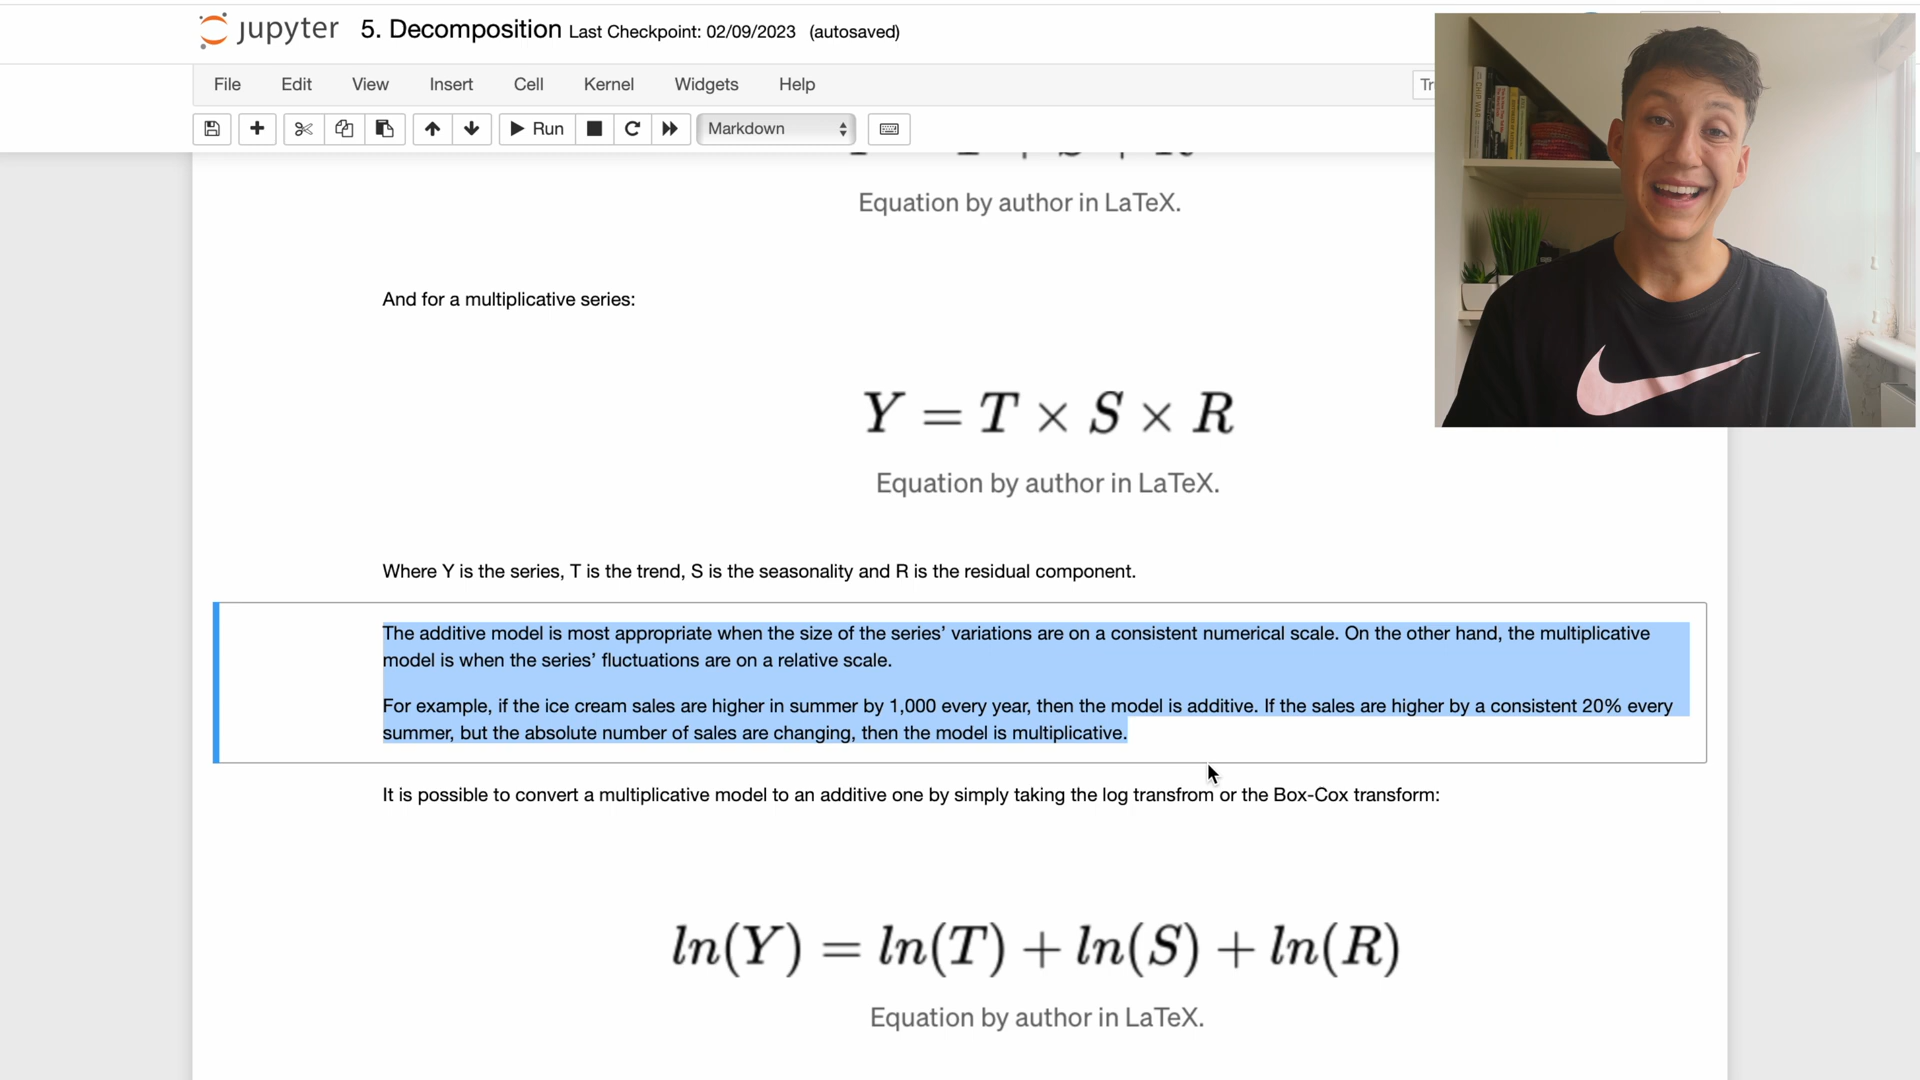 jupyter 5. Decomposition Last Checkpoint: 02/09/2023 (autosaved)
File Edit View Insert Cell Kernel Widgets Help
Run Markdown
Equation by author in LaTeX.
And for a multiplicative series:
Y = T × S × R
Equation by author in LaTeX.
Where Y is the series, T is the trend, S is the seasonality and R is the residual component.
The additive model is most appropriate when the size of the series’ variations are on a consistent numerical scale. On the other hand, the multiplicative
model is when the series’ fluctuations are on a relative scale.
For example, if the ice cream sales are higher in summer by 1,000 every year, then the model is additive. If the sales are higher by a consistent 20% every
summer, but the absolute number of sales are changing, then the model is multiplicative.
It is possible to convert a multiplicative model to an additive one by simply taking the log transfrom or the Box-Cox transform:
ln(Y) = ln(T) + ln(S) + ln(R)
Equation by author in LaTeX.
CHIP WAR